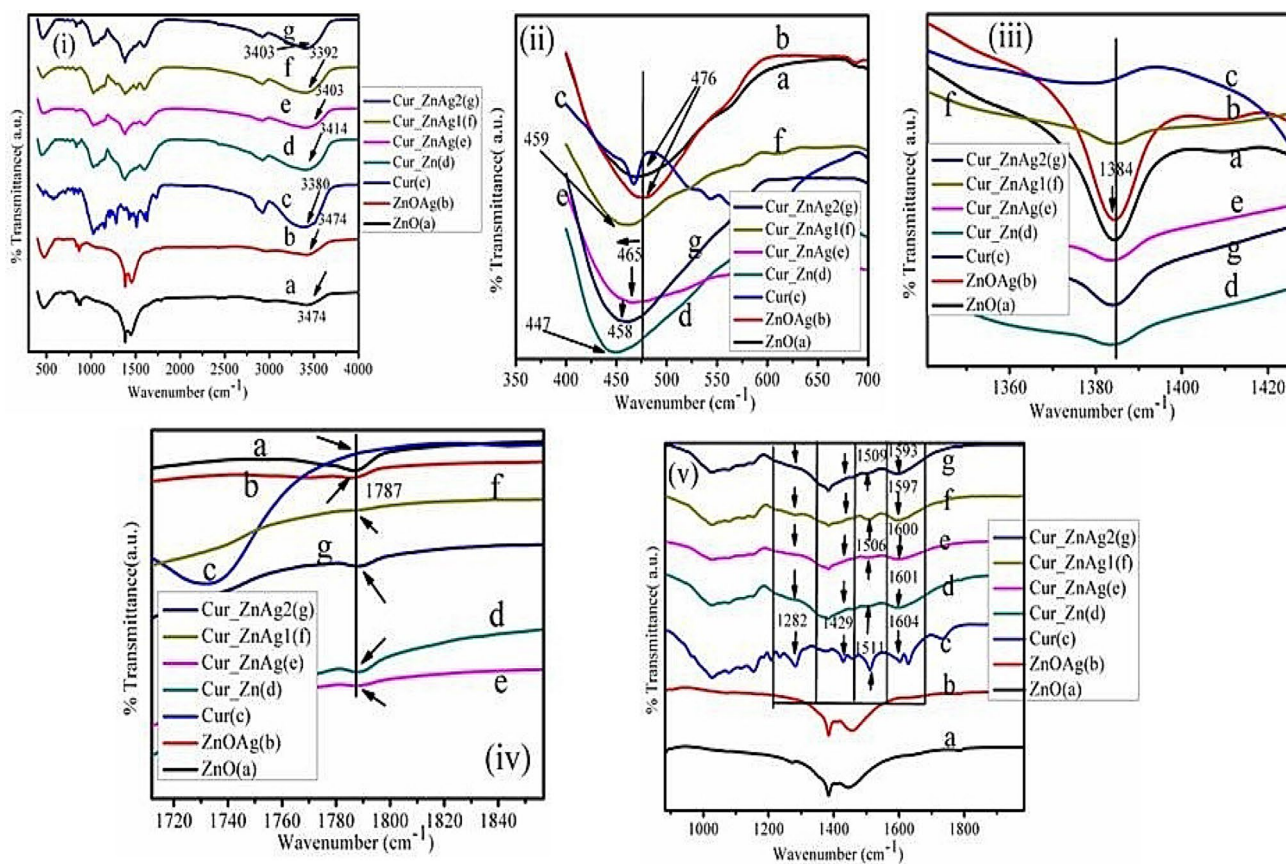 (i)
g
3403
3392
f
3403
e
3414
d
3380
c
3474
b
a
3474
Cur_ZnAg2(g)
Cur_ZnAg1(f)
Cur_ZnAg(e)
Cur_Zn(d)
Cur(c)
ZnOAg(b)
ZnO(a)
% Transmittance( a.u.)
500 1000 1500 2000 2500 3000 3500 4000
Wavenumber (cm-1)
(ii)
b
476
a
c
459
f
e
465
g
458
d
447
Cur_ZnAg2(g)
Cur_ZnAg1(f)
Cur_ZnAg(e)
Cur_Zn(d)
Cur(c)
ZnOAg(b)
ZnO(a)
% Transmittance( a.u.)
350 400 450 500 550 600 650 700
Wavenumber (cm-1)
(iii)
c
f
b
a
1384
e
g
d
Cur_ZnAg2(g)
Cur_ZnAg1(f)
Cur_ZnAg(e)
Cur_Zn(d)
Cur(c)
ZnOAg(b)
ZnO(a)
% Transmittance( a.u.)
1360 1380 1400 1420
Wavenumber (cm-1)
a
b
1787
f
g
c
d
e
Cur_ZnAg2(g)
Cur_ZnAg1(f)
Cur_ZnAg(e)
Cur_Zn(d)
Cur(c)
ZnOAg(b)
ZnO(a)
(iv)
% Transmittance(a.u.)
1720 1740 1760 1780 1800 1820 1840
Wavenumber (cm-1)
(v)
1509 1593
g
1597
f
1506 1600
e
1601
d
1282 1429 1511 1604
c
b
a
Cur_ZnAg2(g)
Cur_ZnAg1(f)
Cur_ZnAg(e)
Cur_Zn(d)
Cur(c)
ZnOAg(b)
ZnO(a)
% Transmittance( a.u.)
1000 1200 1400 1600 1800
Wavenumber (cm-1)